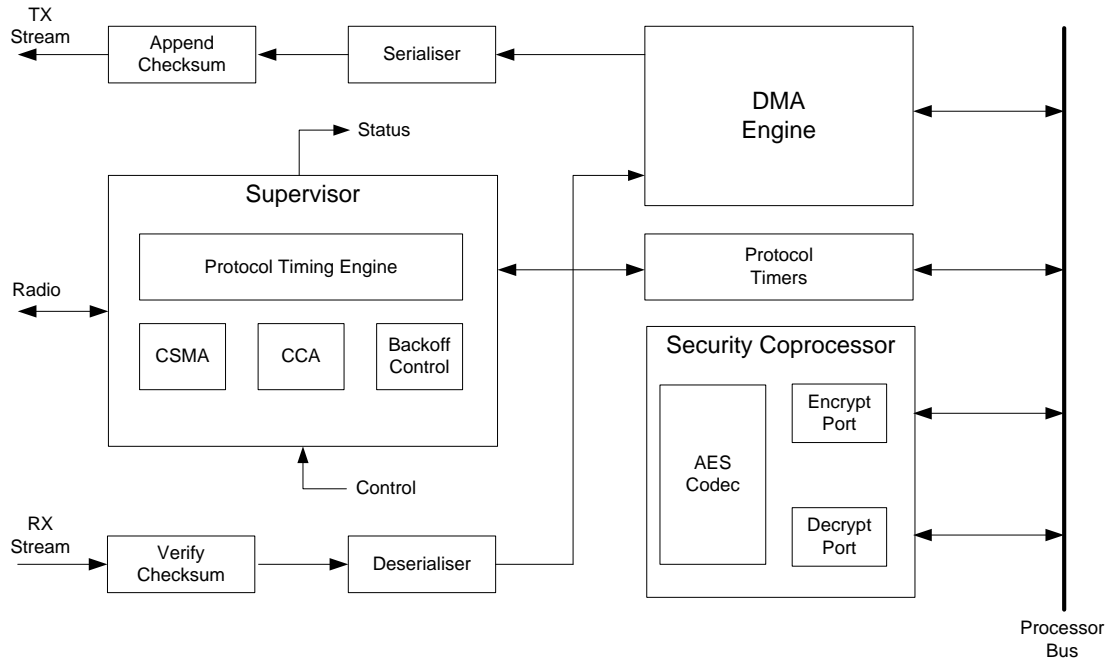 TX
Stream
Append
Checksum
Serialiser
DMA
Engine
Status
Supervisor
Protocol Timing Engine
Protocol
Timers
Radio
CSMA
CCA
Backoff
Control
Security Coprocessor
Encrypt
Port
AES
Codec
Control
Decrypt
Port
RX
Stream
Verify
Checksum
Deserialiser
Processor
Bus